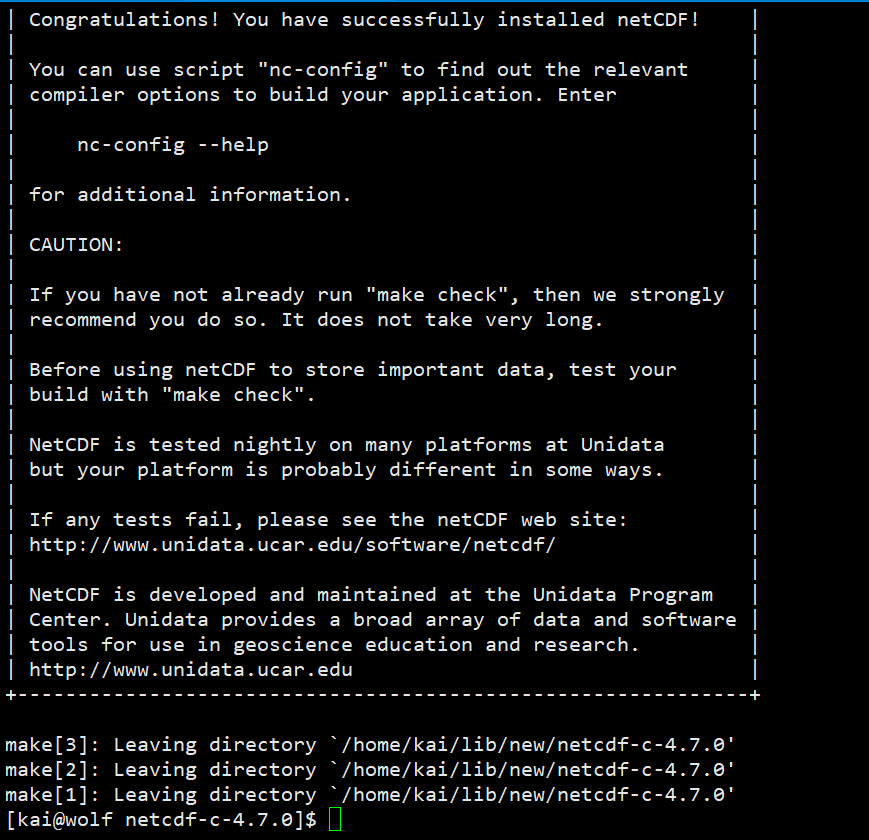 | Congratulations! You have successfully installed netCDF!    |
|                                                             |
| You can use script "nc-config" to find out the relevant     |
| compiler options to build your application. Enter           |
|                                                             |
|     nc-config --help                                        |
|                                                             |
| for additional information.                                 |
|                                                             |
| CAUTION:                                                    |
|                                                             |
| If you have not already run "make check", then we strongly  |
| recommend you do so. It does not take very long.            |
|                                                             |
| Before using netCDF to store important data, test your      |
| build with "make check".                                    |
|                                                             |
| NetCDF is tested nightly on many platforms at Unidata       |
| but your platform is probably different in some ways.       |
|                                                             |
| If any tests fail, please see the netCDF web site:          |
| http://www.unidata.ucar.edu/software/netcdf/                |
|                                                             |
| NetCDF is developed and maintained at the Unidata Program   |
| Center. Unidata provides a broad array of data and software |
| tools for use in geoscience education and research.         |
| http://www.unidata.ucar.edu                                 |
+-------------------------------------------------------------+

make[3]: Leaving directory `/home/kai/lib/new/netcdf-c-4.7.0'
make[2]: Leaving directory `/home/kai/lib/new/netcdf-c-4.7.0'
make[1]: Leaving directory `/home/kai/lib/new/netcdf-c-4.7.0'
[kai@wolf netcdf-c-4.7.0]$